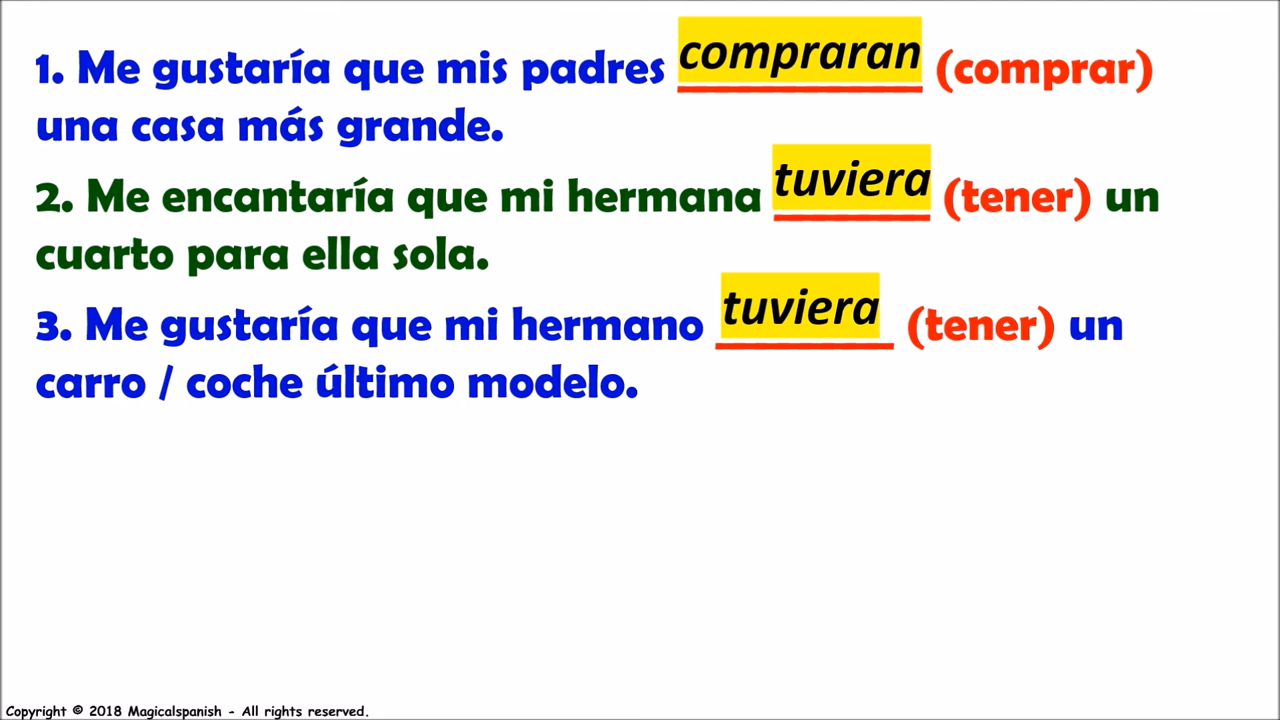 1. Me gustaría que mis padres compraran (comprar)
una casa más grande.
2. Me encantaría que mi hermana tuviera (tener) un
cuarto para ella sola.
3. Me gustaría que mi hermano tuviera (tener) un
carro / coche último modelo.
Copyright © 2018 Magicalspanish - All rights reserved.